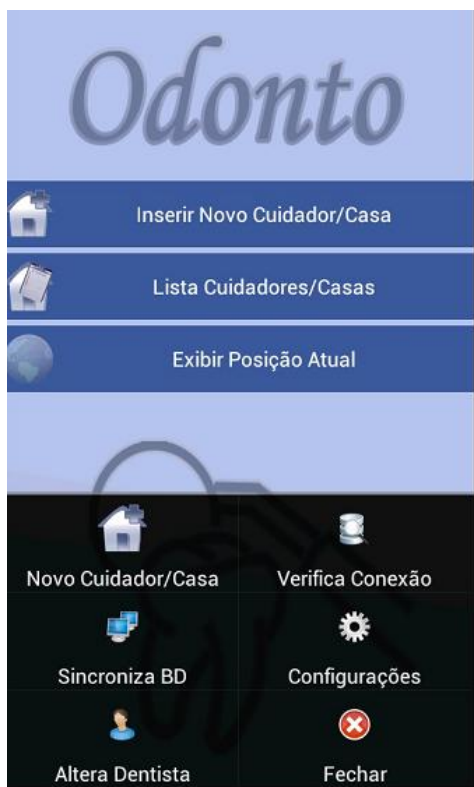 Odonto
Inserir Novo Cuidador/Casa
Lista Cuidadores/Casas
Exibir Posição Atual
Novo Cuidador/Casa
Verifica Conexão
Sincroniza BD
Configurações
Altera Dentista
Fechar